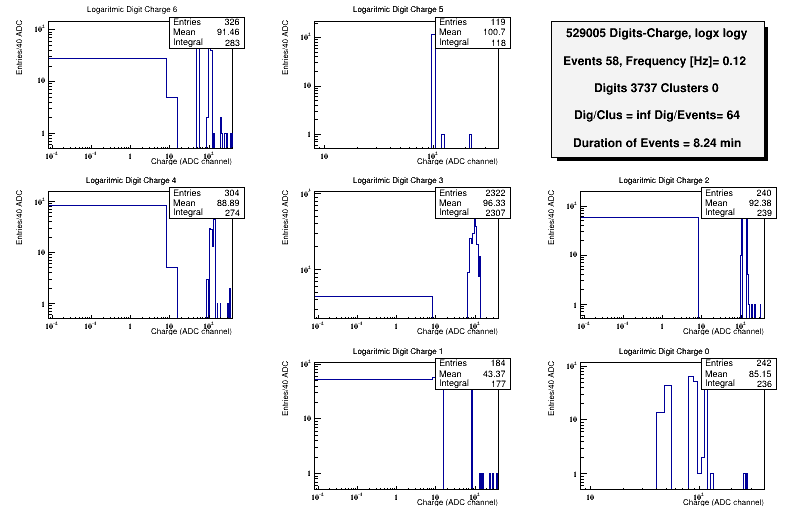 Logaritmic Digit Charge 6
Entries 326
Mean 91.46
Integral 283
Entries/40 ADC
Charge (ADC channel)
Logaritmic Digit Charge 5
Entries 119
Mean 100.7
Integral 118
Entries/40 ADC
Charge (ADC channel)
529005 Digits-Charge, logx logy
Events 58, Frequency [Hz]= 0.12
Digits 3737 Clusters 0
Dig/Clus = inf Dig/Events= 64
Duration of Events = 8.24 min
Logaritmic Digit Charge 4
Entries 304
Mean 88.89
Integral 274
Entries/40 ADC
Charge (ADC channel)
Logaritmic Digit Charge 3
Entries 2322
Mean 96.33
Integral 2307
Entries/40 ADC
Charge (ADC channel)
Logaritmic Digit Charge 2
Entries 240
Mean 92.38
Integral 239
Entries/40 ADC
Charge (ADC channel)
Logaritmic Digit Charge 1
Entries 184
Mean 43.37
Integral 177
Entries/40 ADC
Charge (ADC channel)
Logaritmic Digit Charge 0
Entries 242
Mean 85.15
Integral 236
Entries/40 ADC
Charge (ADC channel)